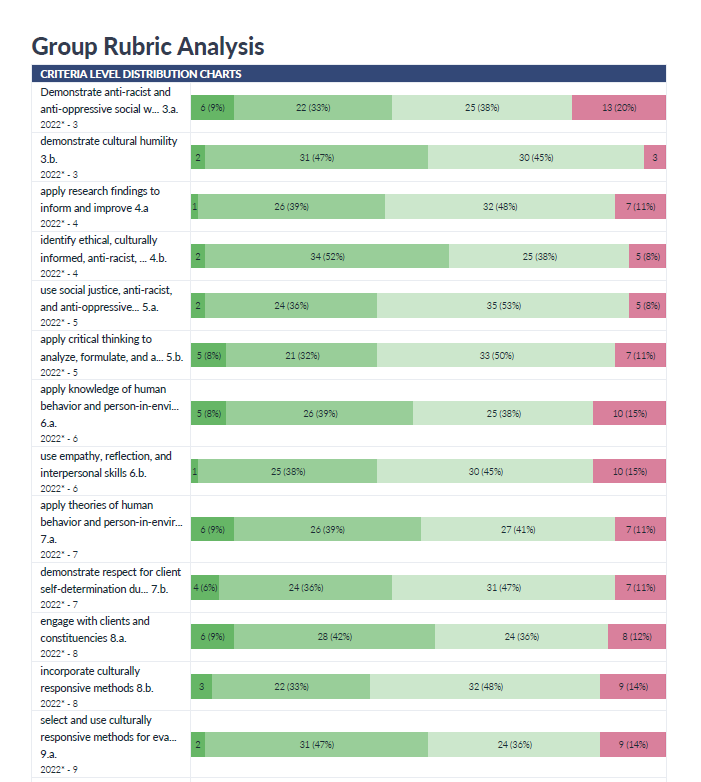 Group Rubric Analysis
CRITERIA LEVEL DISTRIBUTION CHARTS
Demonstrate anti-racist and
anti-oppressive social w... 3.a.
2022* - 3
6 (9%) 22 (33%) 25 (38%) 13 (20%)
demonstrate cultural humility
3.b.
2022* - 3
2 31 (47%) 30 (45%) 3
apply research findings to
inform and improve 4.a
2022* - 4
1 26 (39%) 32 (48%) 7 (11%)
identify ethical, culturally
informed, anti-racist, ... 4.b.
2022* - 4
2 34 (52%) 25 (38%) 5 (8%)
use social justice, anti-racist,
and anti-oppressive... 5.a.
2022* - 5
2 24 (36%) 35 (53%) 5 (8%)
apply critical thinking to
analyze, formulate, and a... 5.b.
2022* - 5
5 (8%) 21 (32%) 33 (50%) 7 (11%)
apply knowledge of human
behavior and person-in-envi...
6.a.
2022* - 6
5 (8%) 26 (39%) 25 (38%) 10 (15%)
use empathy, reflection, and
interpersonal skills 6.b.
2022* - 6
1 25 (38%) 30 (45%) 10 (15%)
apply theories of human
behavior and person-in-envir...
7.a.
2022* - 7
6 (9%) 26 (39%) 27 (41%) 7 (11%)
demonstrate respect for client
self-determination du... 7.b.
2022* - 7
4 (6%) 24 (36%) 31 (47%) 7 (11%)
engage with clients and
constituencies 8.a.
2022* - 8
6 (9%) 28 (42%) 24 (36%) 8 (12%)
incorporate culturally
responsive methods 8.b.
2022* - 8
3 22 (33%) 32 (48%) 9 (14%)
select and use culturally
responsive methods for eva...
9.a.
2022* - 9
2 31 (47%) 24 (36%) 9 (14%)